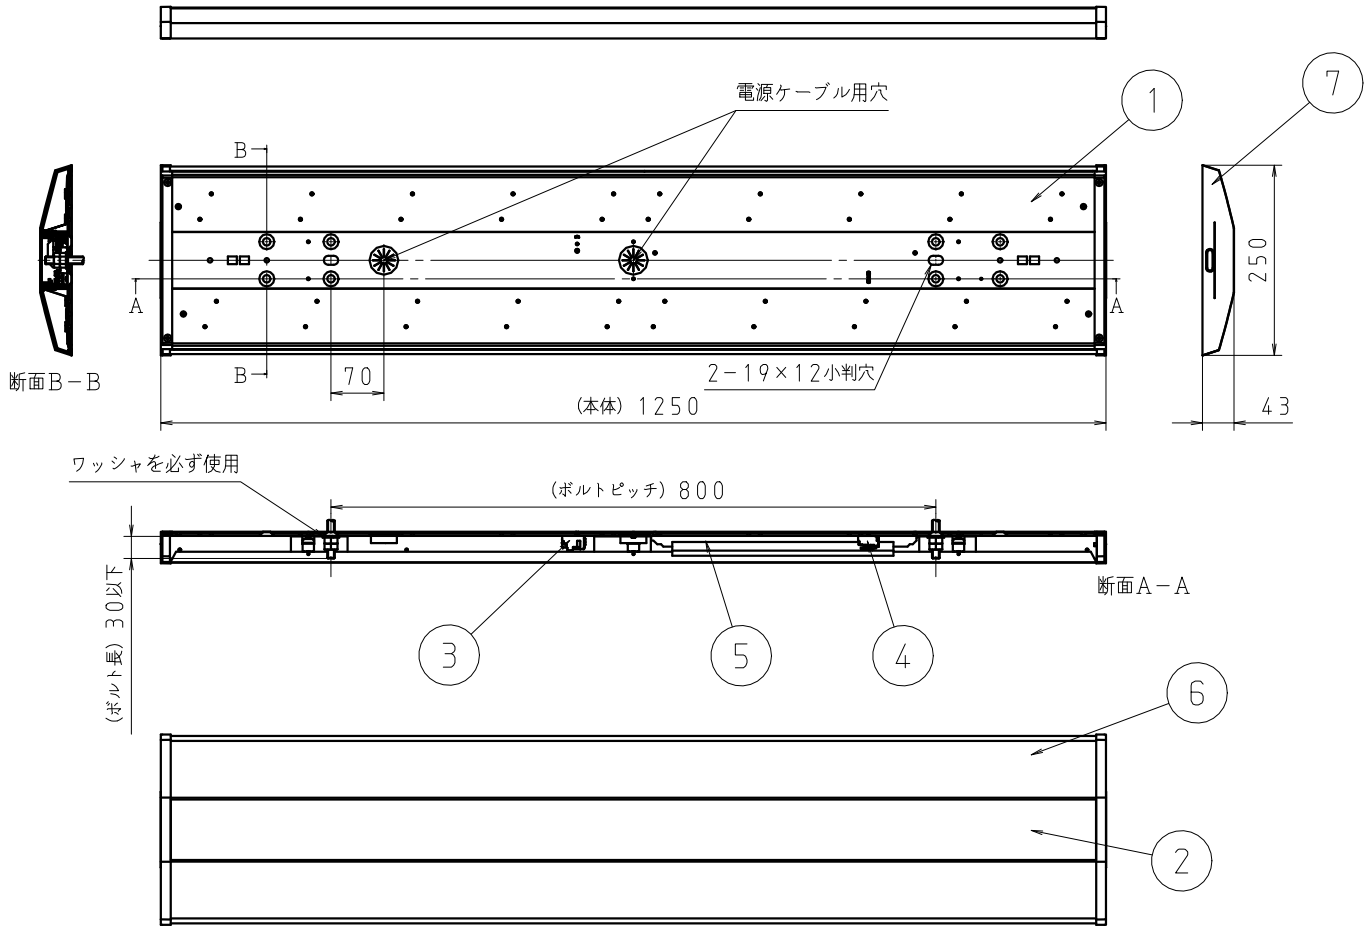 電源ケーブル用穴
1
7
B
B
A
A
断面B-B
70
2-19×12小判穴
(本体) 1250
250
43
ワッシャを必ず使用
(ボルトピッチ) 800
(ボルト長) 30以下
断面A-A
3
5
4
6
2